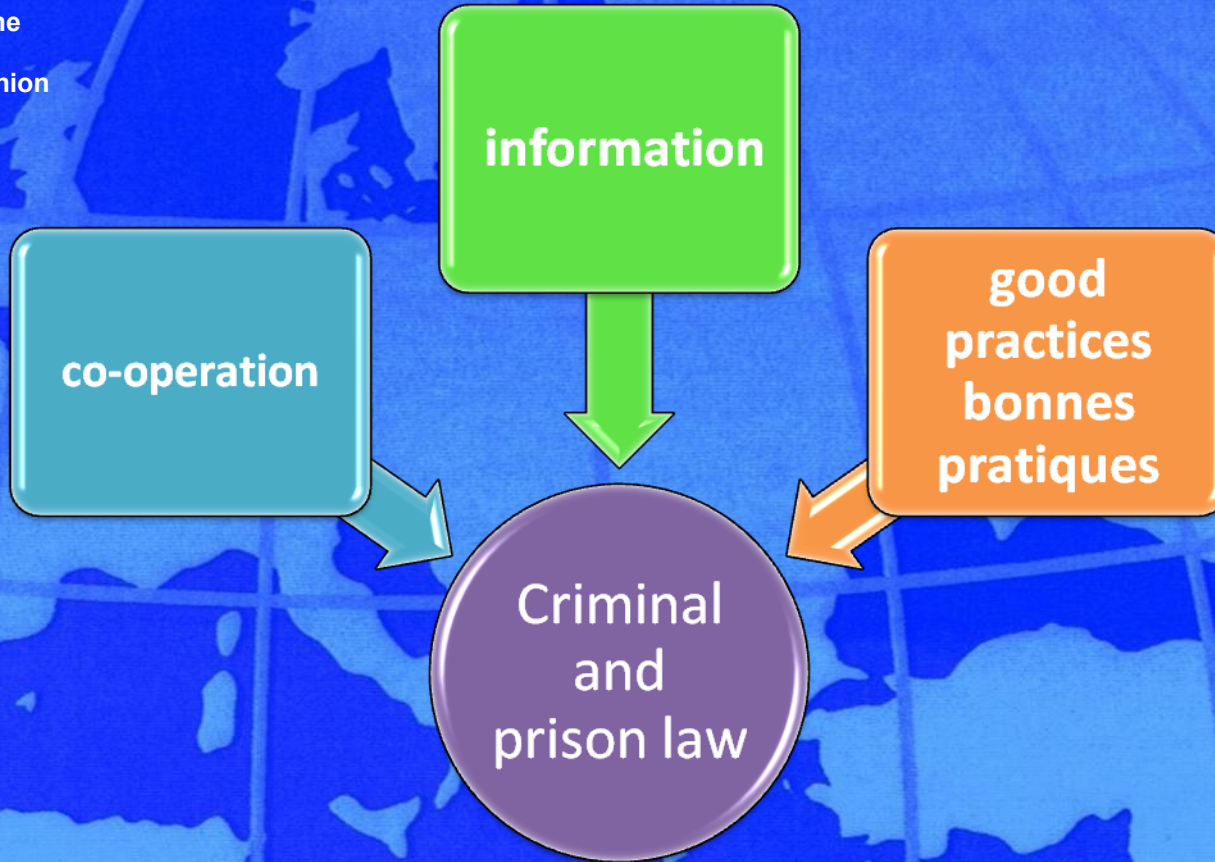 information
co-operation
good
practices
bonnes
pratiques
Criminal
and
prison law